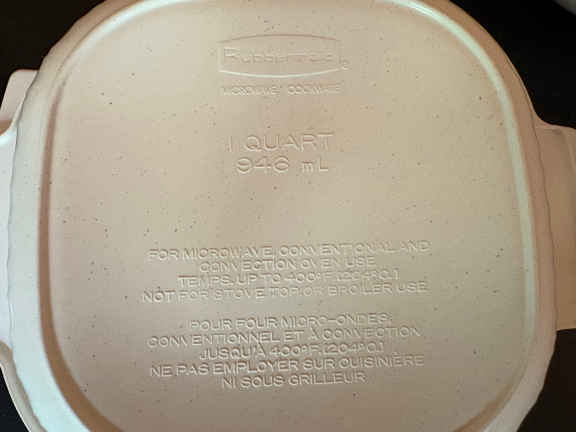 Rubbermaid
MICROWAVE COOKWARE
1 QUART
946 mL
FOR MICROWAVE, CONVENTIONAL AND
CONVECTION OVEN USE
TEMPS. UP TO 400°F. (204°C.)
NOT FOR STOVE TOP OR BROILER USE
POUR FOUR MICRO-ONDES,
CONVENTIONNEL ET À CONVECTION,
JUSQU'À 400°F. (204°C.)
NE PAS EMPLOYER SUR CUISINIÈRE
NI SOUS GRILLEUR